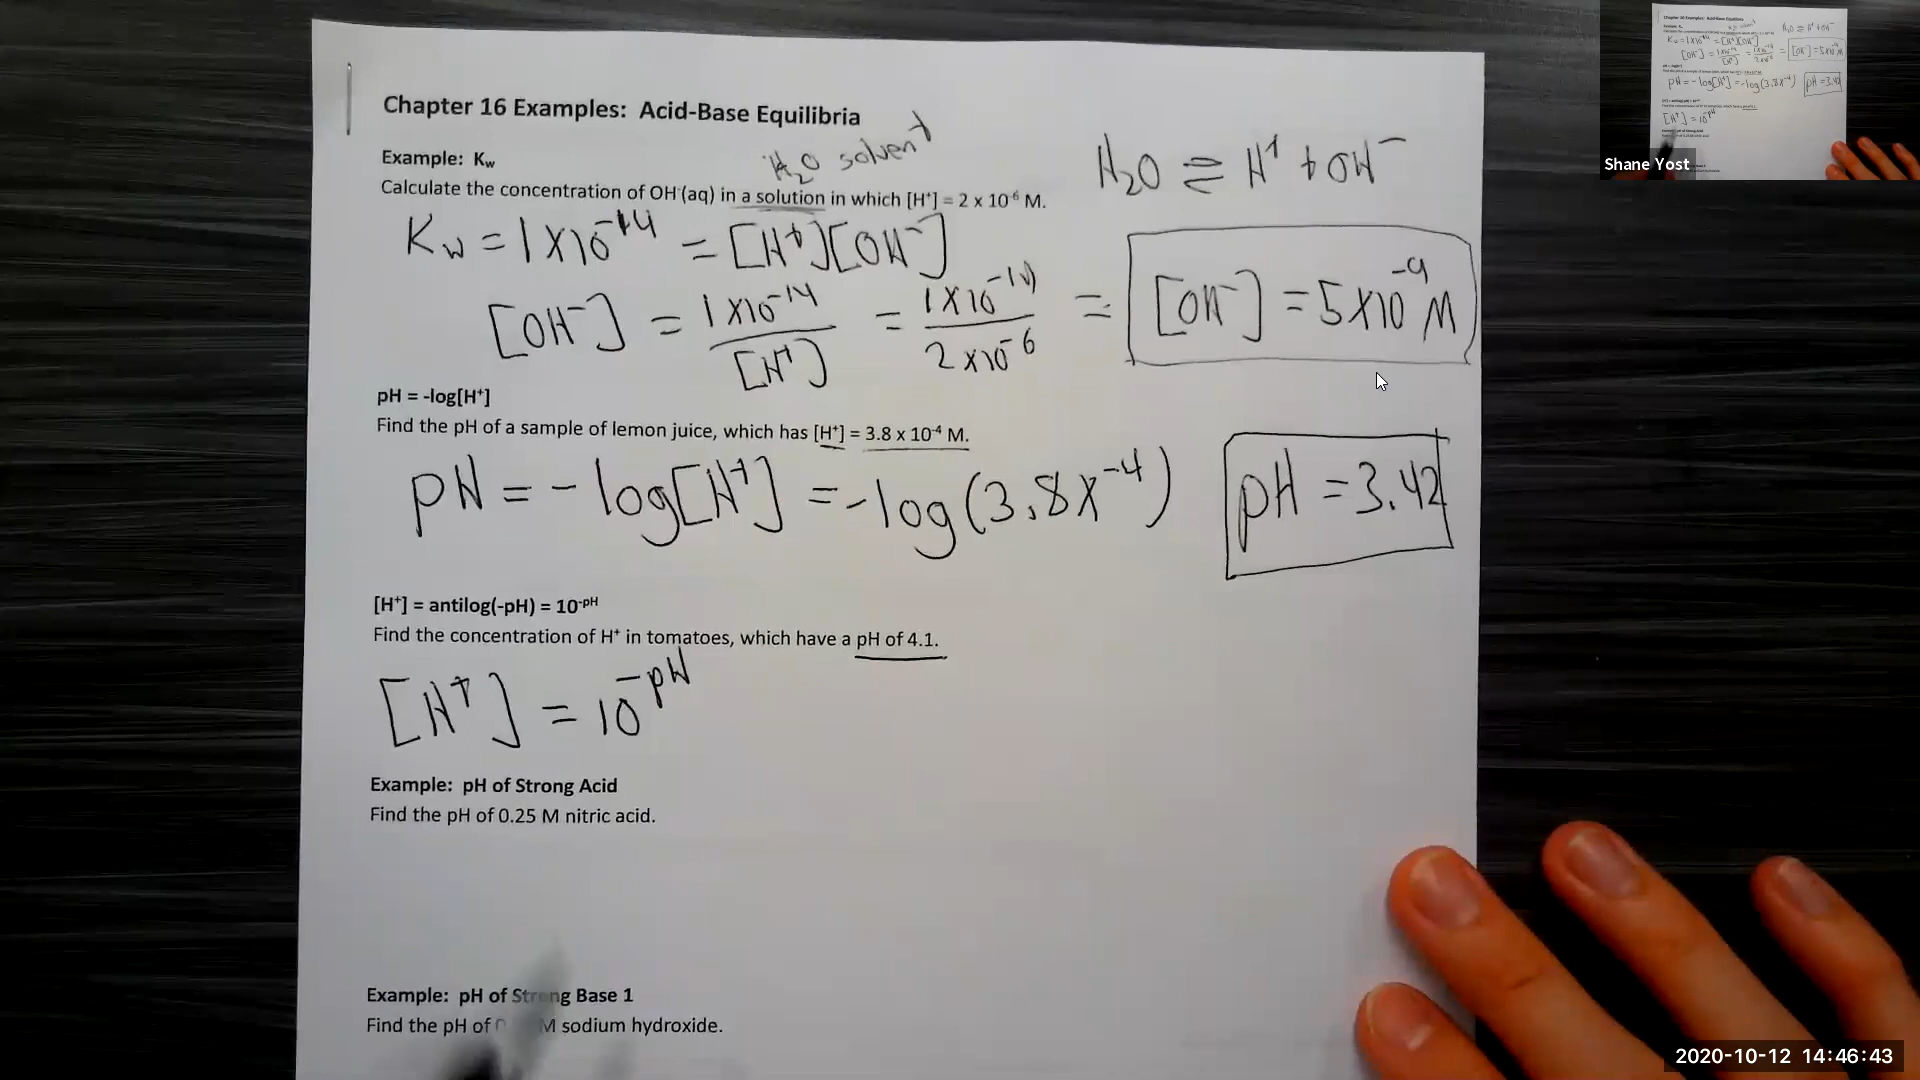 Chapter 16 Examples: Acid-Base Equilibria
Example: Kw
H2O solvent
H2O ⇌ H+ + OH-
Calculate the concentration of OH-(aq) in a solution in which [H+] = 2 x 10-6 M.
Kw = 1x10-14 = [H+][OH-]
[OH-] = 1x10-14 / [H+] = 1x10-14 / 2x10-6 = [OH-] = 5x10-9 M
pH = -log[H+]
Find the pH of a sample of lemon juice, which has [H+] = 3.8 x 10-4 M.
pH = -log[H+] = -log(3.8x-4) pH = 3.42
[H+] = antilog(-pH) = 10-pH
Find the concentration of H+ in tomatoes, which have a pH of 4.1.
[H+] = 10-pH
Example: pH of Strong Acid
Find the pH of 0.25 M nitric acid.
Example: pH of Strong Base 1
Find the pH of M sodium hydroxide.
Shane Yost
2020-10-12 14:46:43